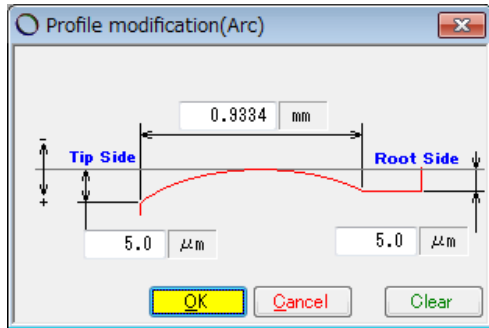 Profile modification(Arc)
0.9334 mm
-
Tip Side
Root Side
+
5.0 μm
5.0 μm
OK
Cancel
Clear